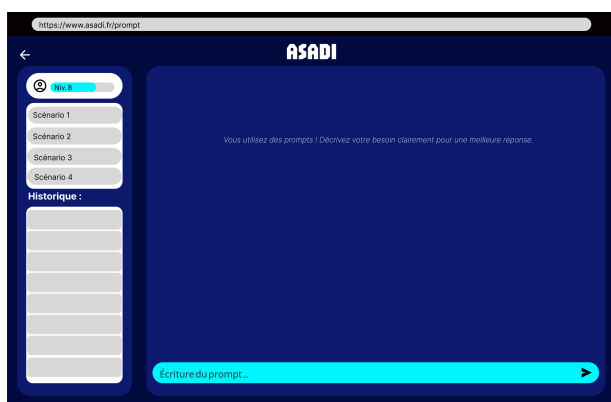 https://www.asadi.fr/prompt
ASADI
Niv. 8
Scénario 1
Scénario 2
Scénario 3
Scénario 4
Historique :
Vous utilisez des prompts ! Décrivez votre besoin clairement pour une meilleure réponse.
Écriture du prompt...